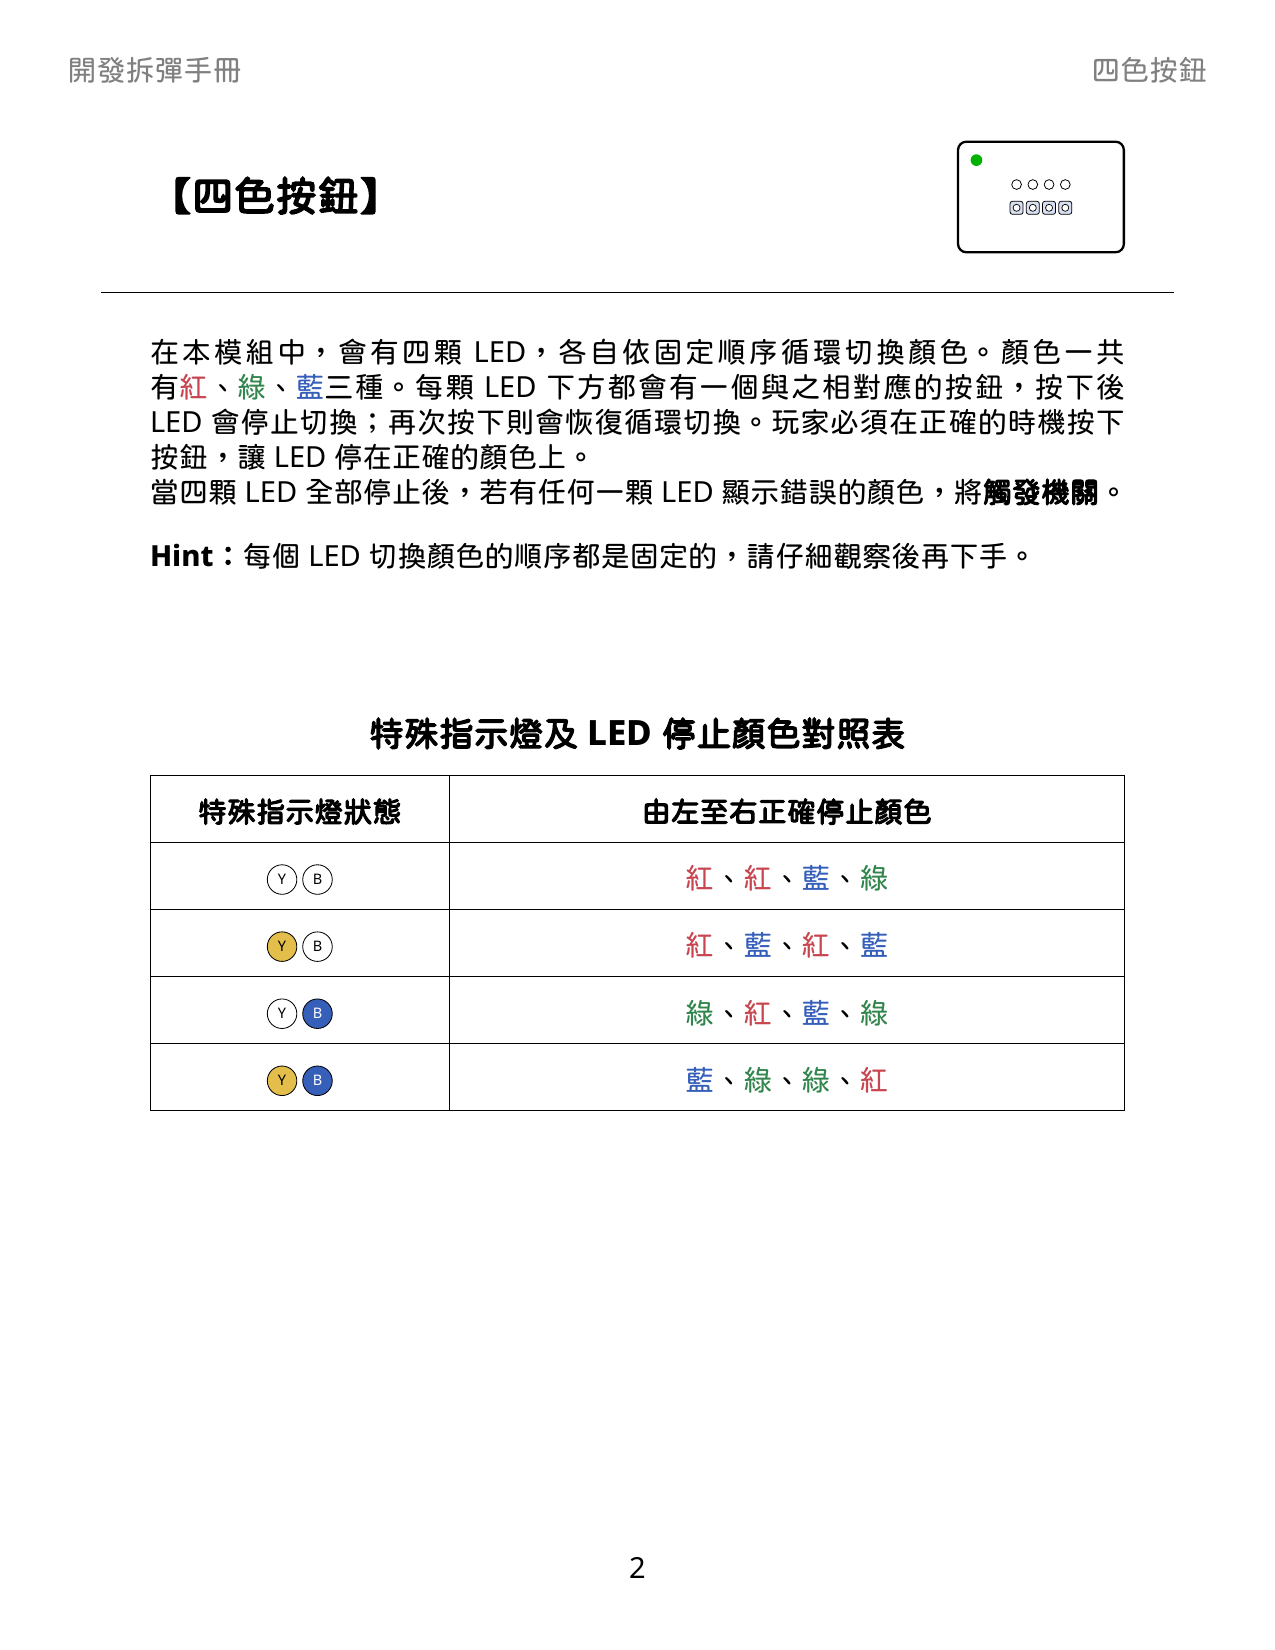 開發拆彈手冊 四色按鈕
【四色按鈕】
在本模組中，會有四顆 LED，各自依固定順序循環切換顏色。顏色一共
有紅、綠、藍三種。每顆 LED 下方都會有一個與之相對應的按鈕，按下後
LED 會停止切換；再次按下則會恢復循環切換。玩家必須在正確的時機按下
按鈕，讓 LED 停在正確的顏色上。
當四顆 LED 全部停止後，若有任何一顆 LED 顯示錯誤的顏色，將觸發機關。
Hint：每個 LED 切換顏色的順序都是固定的，請仔細觀察後再下手。
特殊指示燈及 LED 停止顏色對照表
特殊指示燈狀態 由左至右正確停止顏色
Y B 紅、紅、藍、綠
Y B 紅、藍、紅、藍
Y B 綠、紅、藍、綠
Y B 藍、綠、綠、紅
2